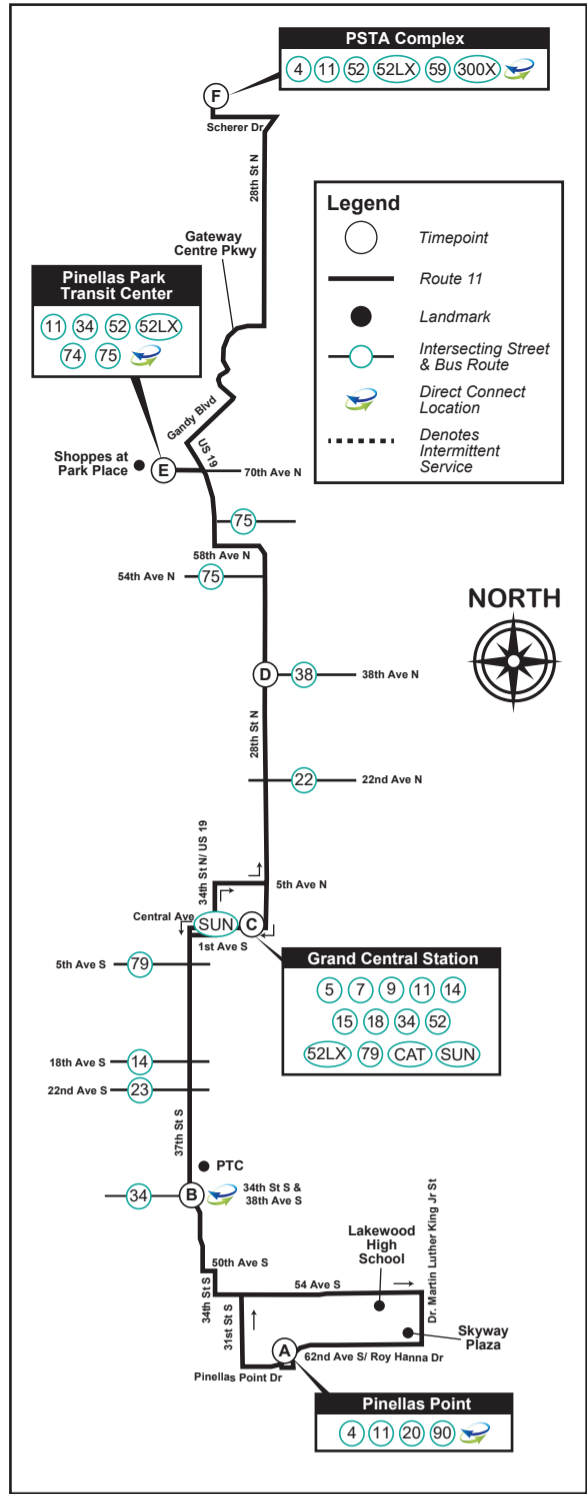 PSTA Complex
4 11 52 52LX 59 300X
F
Scherer Dr
28th St N
Legend
Timepoint
Route 11
Landmark
Intersecting Street
& Bus Route
Direct Connect
Location
Denotes
Intermittent
Service
Gateway
Centre Pkwy
Pinellas Park
Transit Center
11 34 52 52LX
74 75
Gandy Blvd
US 19
Shoppes at
Park Place
E
70th Ave N
75
58th Ave N
54th Ave N
75
NORTH
D
38
38th Ave N
28th St N
22
22nd Ave N
34th St N/ US 19
5th Ave N
Central Ave
SUN
C
1st Ave S
Grand Central Station
5 7 9 11 14
15 18 34 52
52LX 79 CAT SUN
5th Ave S
79
18th Ave S
14
22nd Ave S
23
37th St S
PTC
34
B
34th St S &
38th Ave S
50th Ave S
34th St S
31st St S
54 Ave S
Lakewood
High
School
Dr. Martin Luther King Jr St
Skyway
Plaza
A
62nd Ave S/ Roy Hanna Dr
Pinellas Point Dr
Pinellas Point
4 11 20 90